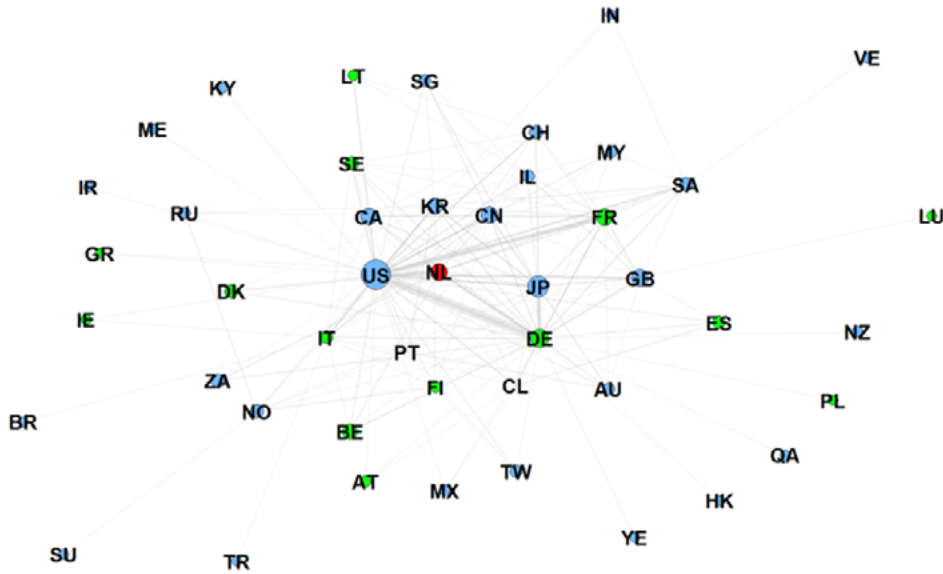 IN
VE
LT
SG
KY
ME
CH
MY
SE
IL
SA
IR
RU
CA
KR
CN
FR
LU
GR
US
NL
JP
GB
DK
IE
IT
DE
ES
NZ
PT
ZA
FI
CL
AU
PL
BR
NO
BE
QA
AT
MX
TW
HK
YE
SU
TR